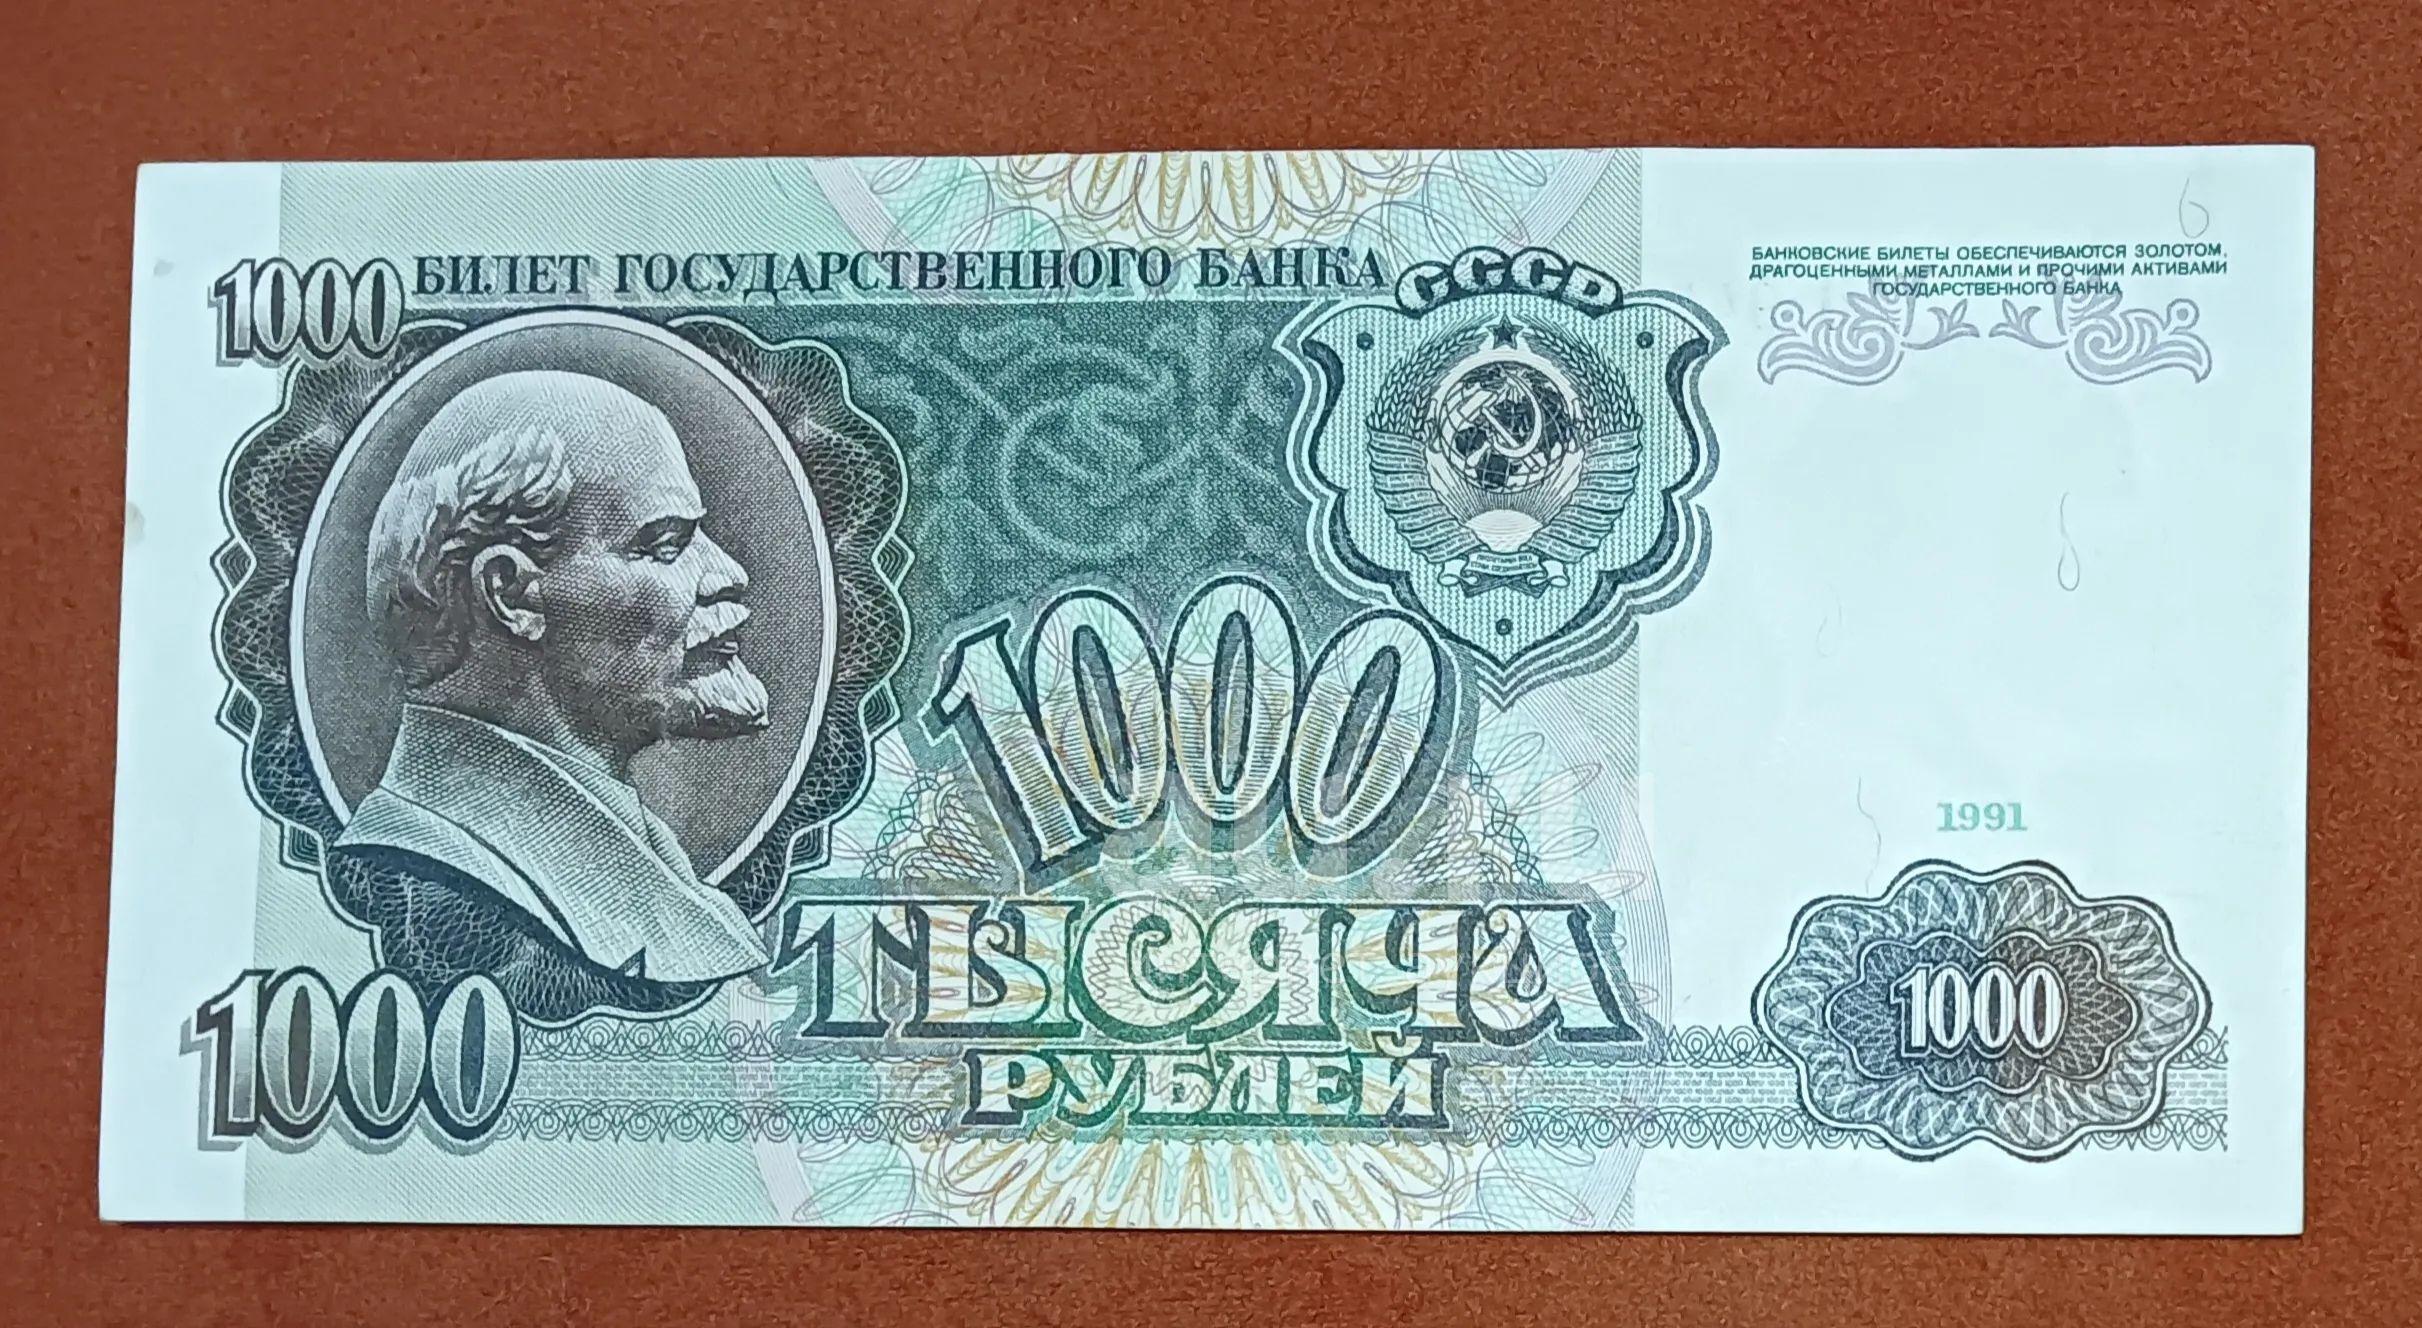 1000
БИЛЕТ ГОСУДАРСТВЕННОГО БАНКА
СССР
БАНКОВСКИЕ БИЛЕТЫ ОБЕСПЕЧИВАЮТСЯ ЗОЛОТОМ,
ДРАГОЦЕННЫМИ МЕТАЛЛАМИ И ПРОЧИМИ АКТИВАМИ
ГОСУДАРСТВЕННОГО БАНКА
1000
1991
ТЫСЯЧА
РУБЛЕЙ
1000
1000